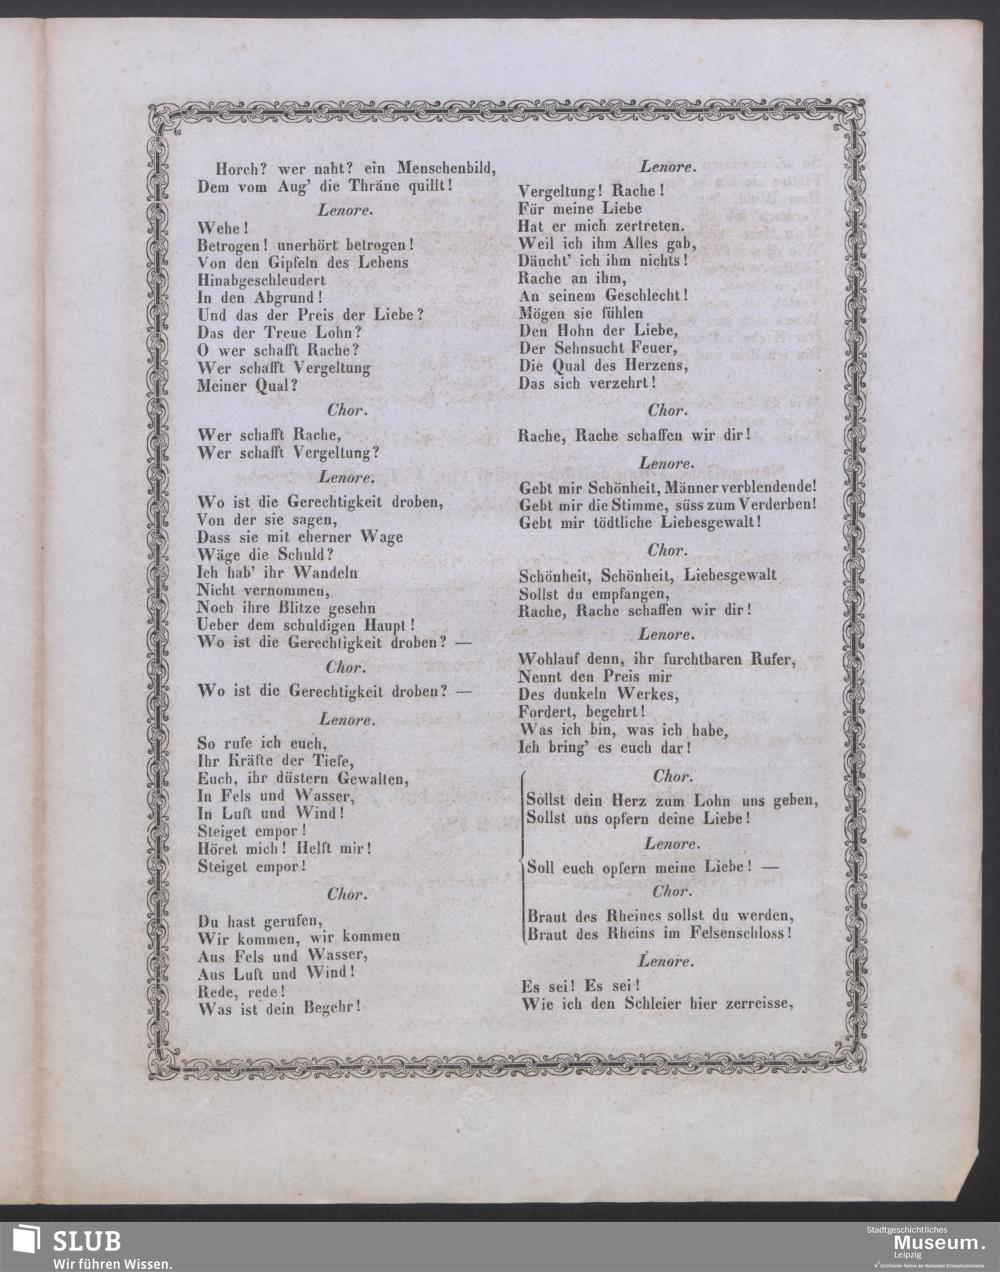 Horch? wer naht? ein Menschenbild,
Dem vom Aug' die Thräne quillt!
Lenore.
Wehe!
Betrogen! unerhört betrogen!
Von den Gipfeln des Lebens
Hinabgeschleudert
In den Abgrund!
Und das der Preis der Liebe?
Das der Treue Lohn?
O wer schafft Rache?
Wer schafft Vergeltung
Meiner Qual?
Chor.
Wer schafft Rache,
Wer schafft Vergeltung?
Lenore.
Wo ist die Gerechtigkeit droben,
Von der sie sagen,
Dass sie mit eherner Wage
Wäge die Schuld?
Ich hab' ihr Wandeln
Nicht vernommen,
Noch ihre Blitze gesehn
Ueber dem schuldigen Haupt!
Wo ist die Gerechtigkeit droben? —
Chor.
Wo ist die Gerechtigkeit droben? —
Lenore.
So rufe ich euch,
Ihr Kräfte der Tiefe,
Euch, ihr düstern Gewalten,
In Fels und Wasser,
In Luft und Wind!
Steiget empor!
Höret mich! Helft mir!
Steiget empor!
Chor.
Du hast gerufen,
Wir kommen, wir kommen
Aus Fels und Wasser,
Aus Luft und Wind!
Rede, rede!
Was ist dein Begehr!
Lenore.
Vergeltung! Rache!
Für meine Liebe
Hat er mich zertreten.
Weil ich ihm Alles gab,
Däucht' ich ihm nichts!
Rache an ihm,
An seinem Geschlecht!
Mögen sie fühlen
Den Hohn der Liebe,
Der Sehnsucht Feuer,
Die Qual des Herzens,
Das sich verzehrt!
Chor.
Rache, Rache schaffen wir dir!
Lenore.
Gebt mir Schönheit, Männer verblendende!
Gebt mir die Stimme, süss zum Verderben!
Gebt mir tödtliche Liebesgewalt!
Chor.
Schönheit, Schönheit, Liebesgewalt
Sollst du empfangen,
Rache, Rache schaffen wir dir!
Lenore.
Wohlauf denn, ihr furchtbaren Rufer,
Nennt den Preis mir
Des dunkeln Werkes,
Fordert, begehrt!
Was ich bin, was ich habe,
Ich bring' es euch dar!
Chor.
Sollst dein Herz zum Lohn uns geben,
Sollst uns opfern deine Liebe!
Lenore.
Soll euch opfern meine Liebe! —
Chor.
Braut des Rheines sollst du werden,
Braut des Rheins im Felsenschloss!
Lenore.
Es sei! Es sei!
Wie ich den Schleier hier zerreisse,
SLUB
Wir führen Wissen.
Stadtgeschichtliches
Museum.
Leipzig
Zertifizierter Partner der Nationalen Klimaschutzinitiative